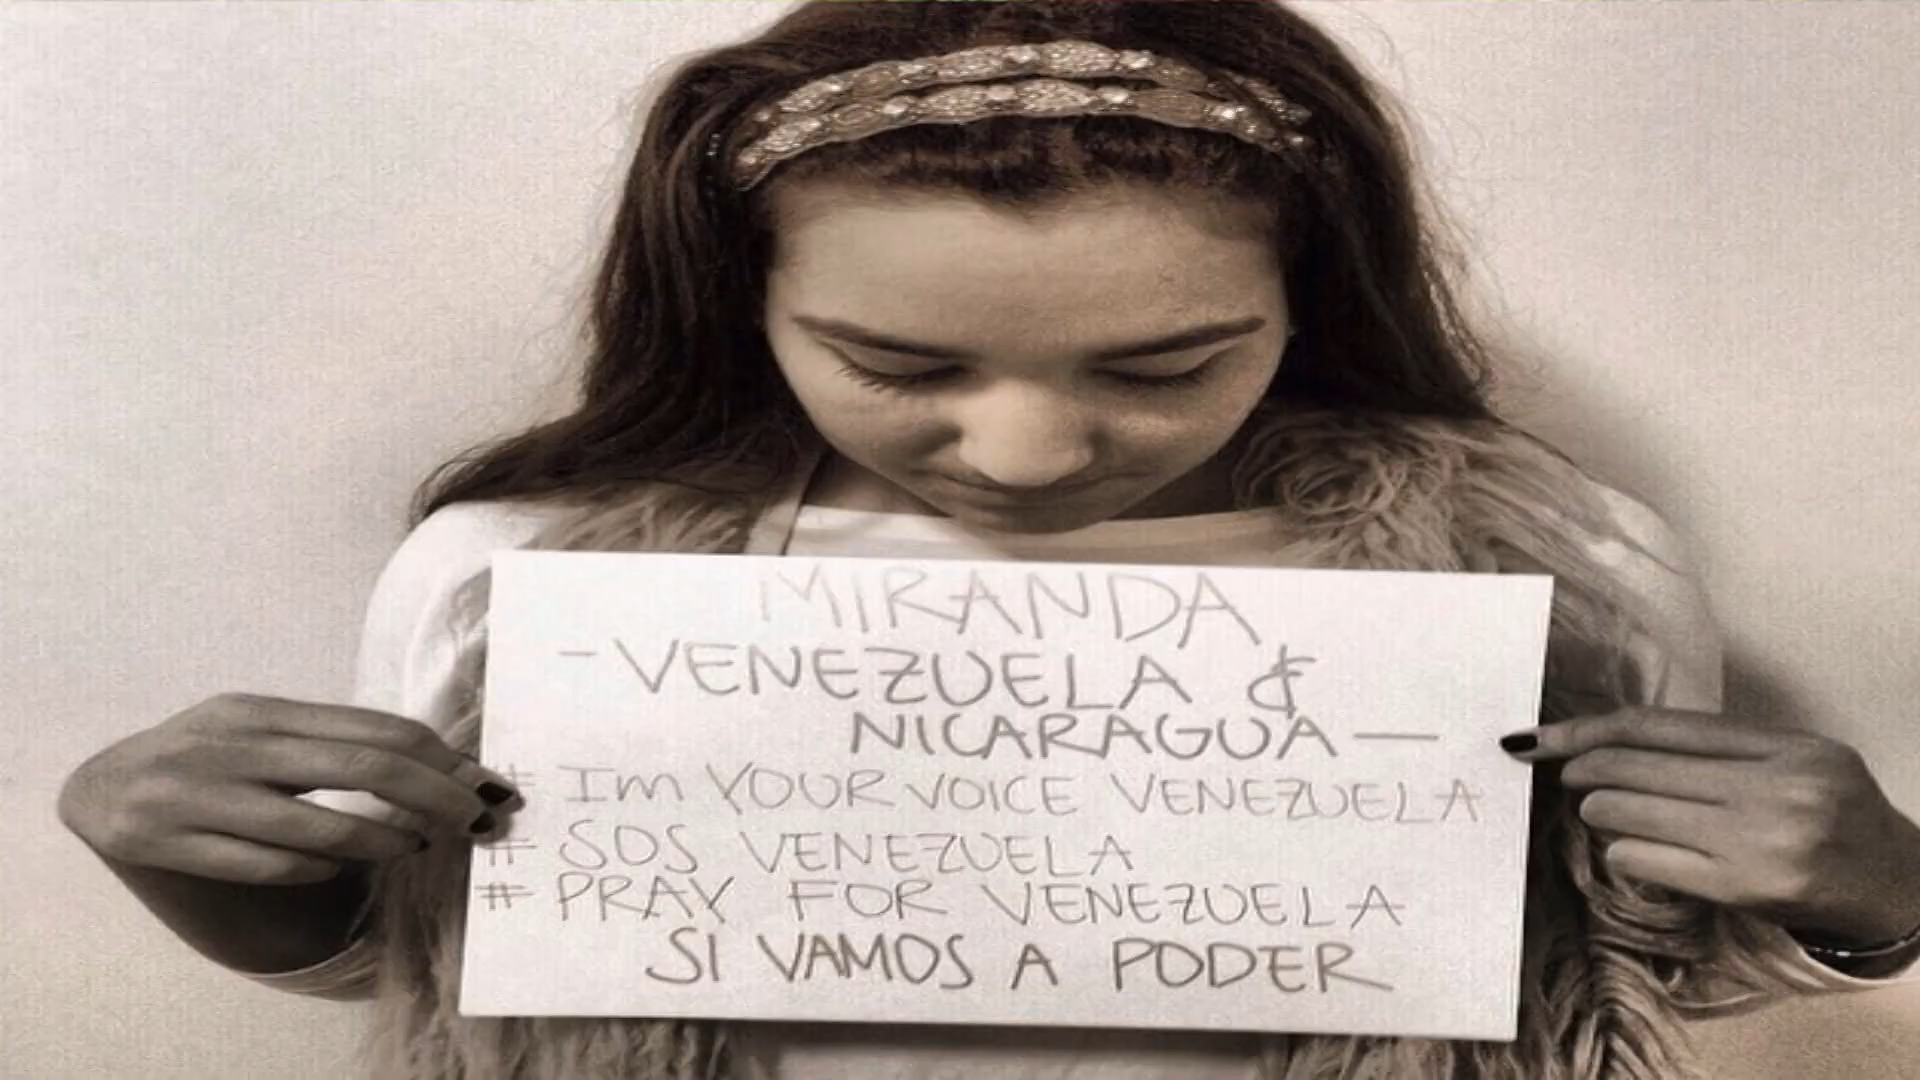 MIRANDA
- VENEZUELA &
NICARAGUA —
# Im YOUR VOICE VENEZUELA
# SOS VENEZUELA
# PRAY FOR VENEZUELA
SI VAMOS A PODER